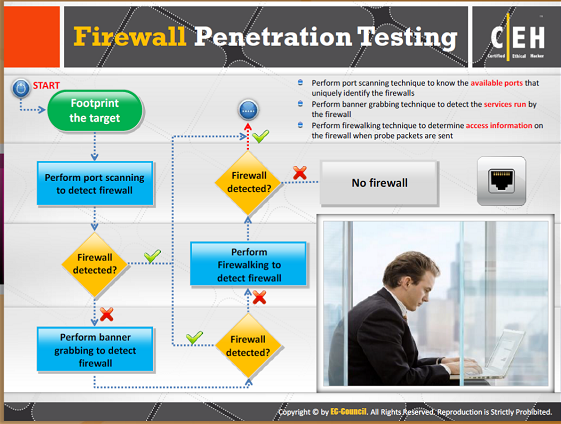 Firewall Penetration Testing
C|EH
Certified Ethical Hacker
START
Footprint
the target
Perform port scanning technique to know the available ports that
uniquely identify the firewalls
Perform banner grabbing technique to detect the services run by
the firewall
Perform firewalking technique to determine access information on
the firewall when probe packets are sent
Perform port scanning
to detect firewall
Firewall
detected?
No firewall
Firewall
detected?
Perform
Firewalking to
detect firewall
Perform banner
grabbing to detect
firewall
Firewall
detected?
Copyright © by EC-Council. All Rights Reserved. Reproduction is Strictly Prohibited.